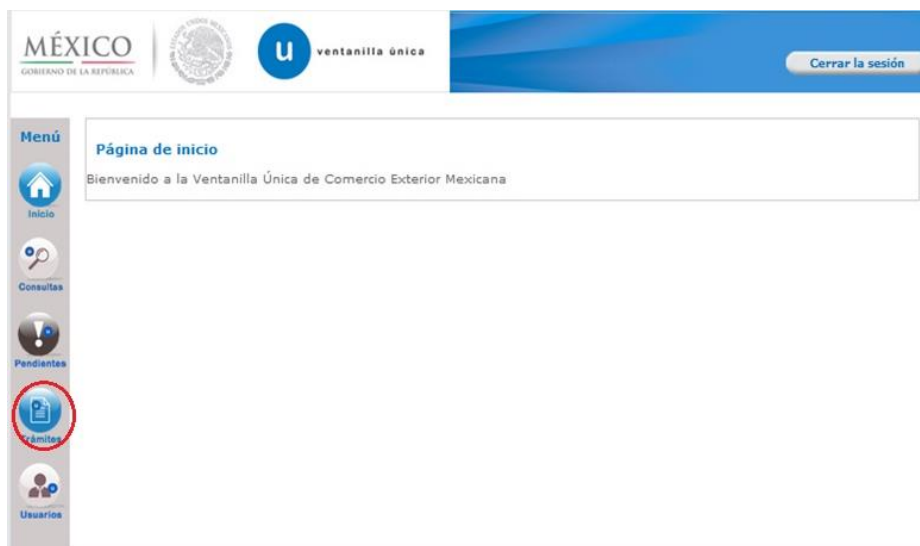 MÉXICO
GOBIERNO DE LA REPÚBLICA
u
ventanilla única
Cerrar la sesión
Menú
Inicio
Consultas
Pendientes
Trámites
Usuarios
Página de inicio
Bienvenido a la Ventanilla Única de Comercio Exterior Mexicana